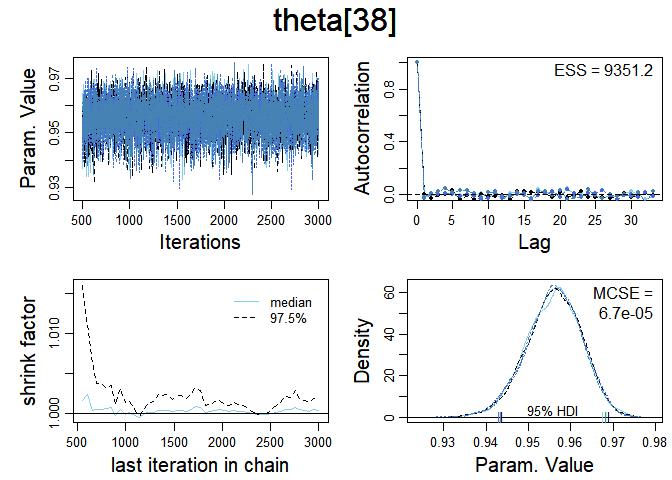 theta[38]
Param. Value
0.93
0.95
0.97
500 1000 1500 2000 2500 3000
Iterations
Autocorrelation
0.0
0.4
0.8
ESS = 9351.2
0 5 10 15 20 25 30
Lag
shrink factor
1.000
1.010
median
97.5%
500 1000 1500 2000 2500 3000
last iteration in chain
Density
0
20
40
60
MCSE =
6.7e-05
95% HDI
0.93 0.94 0.95 0.96 0.97 0.98
Param. Value